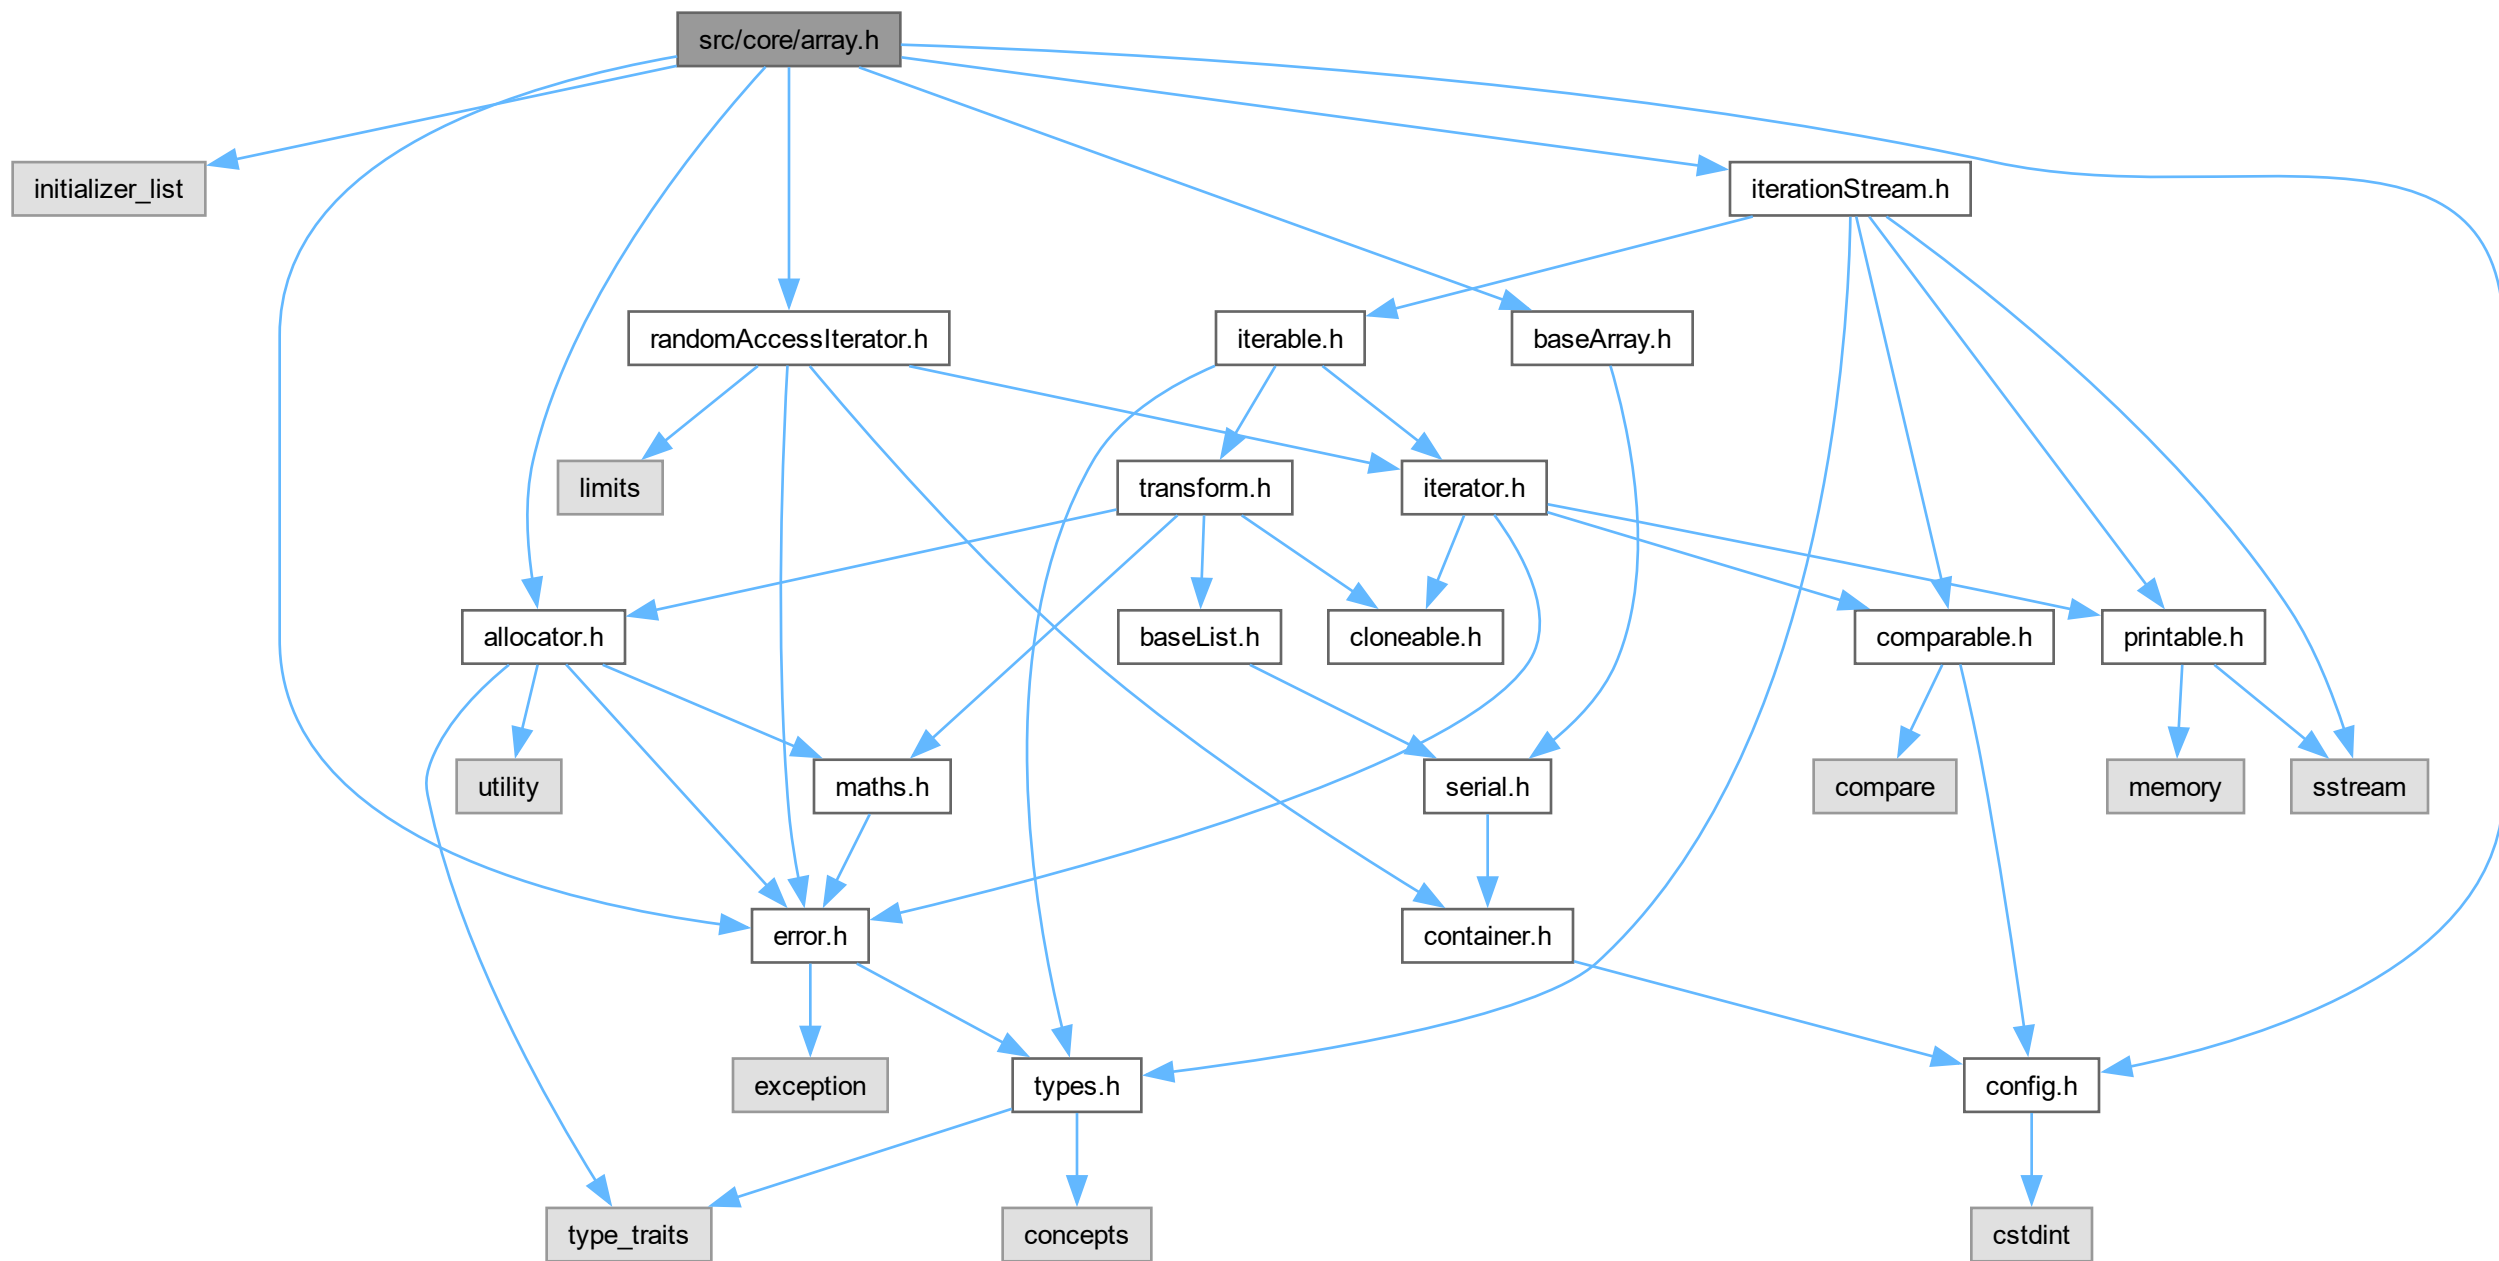 src/core/array.h
initializer_list
iterationStream.h
randomAccessIterator.h
iterable.h
baseArray.h
limits
transform.h
iterator.h
allocator.h
baseList.h
cloneable.h
comparable.h
printable.h
utility
maths.h
serial.h
compare
memory
sstream
error.h
container.h
exception
types.h
config.h
type_traits
concepts
cstdint